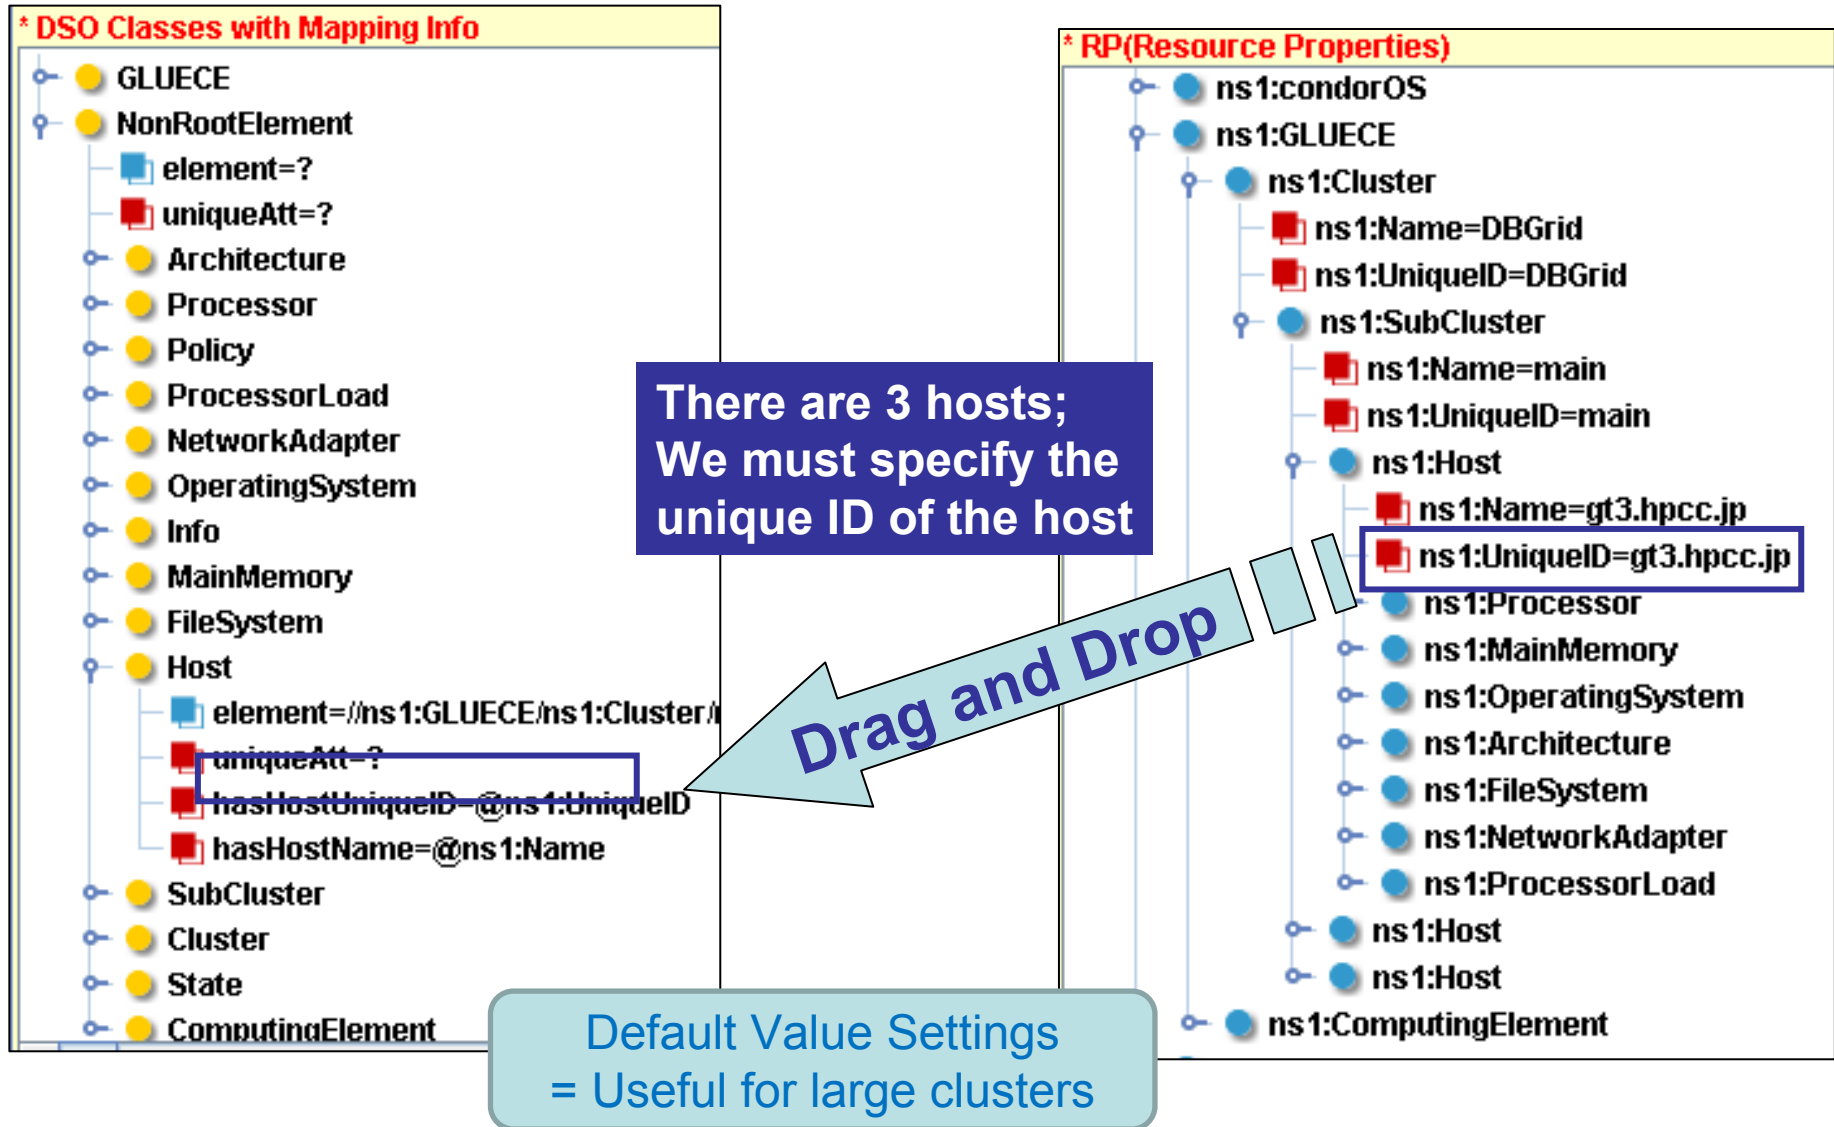 * DSO Classes with Mapping Info
GLUECE
NonRootElement
element=?
uniqueAtt=?
Architecture
Processor
Policy
ProcessorLoad
NetworkAdapter
OperatingSystem
Info
MainMemory
FileSystem
Host
element=//ns1:GLUECE/ns1:Cluster/
uniqueAtt=?
hasHostUniqueID=@ns1:UniqueID
hasHostName=@ns1:Name
SubCluster
Cluster
State
ComputingElement
There are 3 hosts;
We must specify the
unique ID of the host
Drag and Drop
Default Value Settings
= Useful for large clusters
* RP(Resource Properties)
ns1:condorOS
ns1:GLUECE
ns1:Cluster
ns1:Name=DBGrid
ns1:UniqueID=DBGrid
ns1:SubCluster
ns1:Name=main
ns1:UniqueID=main
ns1:Host
ns1:Name=gt3.hpcc.jp
ns1:UniqueID=gt3.hpcc.jp
ns1:Processor
ns1:MainMemory
ns1:OperatingSystem
ns1:Architecture
ns1:FileSystem
ns1:NetworkAdapter
ns1:ProcessorLoad
ns1:Host
ns1:Host
ns1:ComputingElement